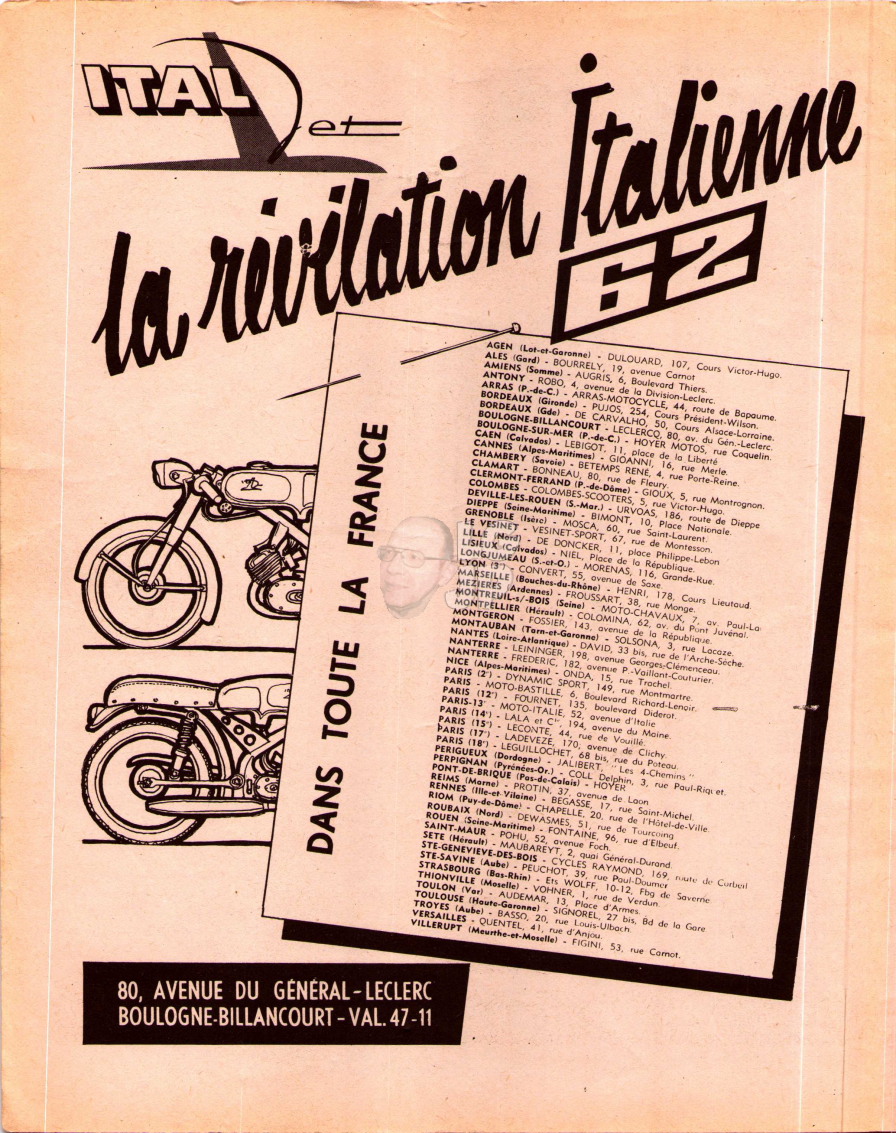 ITAL Jet
la révélation Italienne
62
DANS TOUTE LA FRANCE
AGEN (Lot-et-Garonne) - DULOUARD, 107, Cours Victor-Hugo.
ALES (Gard) - BOURRELY, 19, avenue Carnot
AMIENS (Somme) - AUGRIS, 6, Boulevard Thiers.
ANTONY - ROBO, 4, avenue de la Division-Leclerc.
ARRAS (P.-de-C.) - ARRAS-MOTOCYCLE, 44, route de Bapaume.
BORDEAUX (Gironde) - PUJOS, 254, Cours Président-Wilson.
BORDEAUX (Gde) - DE CARVALHO, 50, Cours Alsace-Lorraine.
BOULOGNE-BILLANCOURT - LECLERCQ, 80, av. du Gén.-Leclerc.
BOULOGNE-SUR-MER (P.-de-C.) - HOYER MOTOS, rue Coquelin.
CAEN (Calvados) - LEBIGOT, 11, place de la Liberté
CANNES (Alpes-Maritimes) - GIOANNI, 16, rue Merle.
CHAMBERY (Savoie) - BETEMPS RENÉ, 4, rue Porte-Reine.
CLAMART - BONNEAU, 80, rue de Fleury.
CLERMONT-FERRAND (P.-de-Dôme) - GIOUX, 5, rue Montrognon.
COLOMBES - COLOMBES-SCOOTERS, 5, rue Victor-Hugo.
DEVILLE-LES-ROUEN (S.-Mar.) - URVOAS, 186, route de Dieppe
DIEPPE (Seine-Maritime) - BIMONT, 10, Place Nationale.
GRENOBLE (Isère) - MOSCA, 60, rue Saint-Laurent.
LE VESINET - VESINET-SPORT, 67, rue de Montesson.
LILLE (Nord) - DE DONCKER, 11, place Philippe-Lebon
LISIEUX (Calvados) - NIEL, Place de la République.
LONGJUMEAU (S.-et-O.) - MORENAS, 116, Grande-Rue.
LYON (3e) - CONVERT, 55, avenue de Saxe
MARSEILLE (Bouches-du-Rhône) - HENRI, 178, Cours Lieutaud.
MEZIERES (Ardennes) - FROUSSART, 38, rue Monge.
MONTREUIL-s/-BOIS (Seine) - MOTO-CHAVAUX, 7, av. Paul-La
MONTPELLIER (Hérault) - COLOMINA, 62, av. du Pont Juvénal.
MONTGERON - FOSSIER, 143, avenue de la République.
MONTAUBAN (Tarn-et-Garonne) - SOLSONA, 3, rue Lacaze.
NANTES (Loire-Atlantique) - DAVID, 33 bis, rue de l'Arche-Sèche.
NANTERRE - LEININGER, 198, avenue Georges-Clémenceau.
NANTERRE - FREDERIC, 182, avenue P.-Vaillant-Couturier.
NICE (Alpes-Maritimes) - ONDA, 15, rue Trachel.
PARIS (2e) - DYNAMIC SPORT, 149, rue Montmartre.
PARIS - MOTO-BASTILLE, 6, Boulevard Richard-Lenoir.
PARIS (12e) - FOURNET, 135, boulevard Diderot.
PARIS-13e - MOTO-ITALIE, 52, avenue d'Italie
PARIS (14e) - LALA et Cie, 194, avenue du Maine.
PARIS (15e) - LECONTE, 44, rue de Vouillé.
PARIS (17e) - LADEVEZE, 170, avenue de Clichy.
PARIS (18e) - LEGUILLOCHET, 68 bis, rue du Poteau.
PERIGUEUX (Dordogne) - JALIBERT, "Les 4-Chemins"
PERPIGNAN (Pyrénées-Or.) - COLL Delphin, 3, rue Paul-Riquet.
PONT-DE-BRIQUE (Pas-de-Calais) - HOYER
REIMS (Marne) - PROTIN, 37, avenue de Laon
RENNES (Ille-et-Vilaine) - BEGASSE, 17, rue Saint-Michel.
RIOM (Puy-de-Dôme) - CHAPELLE, 20, rue de l'Hôtel-de-Ville.
ROUBAIX (Nord) - DEWASMES, 51, rue de Tourcoing
ROUEN (Seine-Maritime) - FONTAINE, 96, rue d'Elbeuf.
SAINT-MAUR - POHU, 52, avenue Foch.
SETE (Hérault) - MAUBAREYT, 2, quai Général-Durand.
STE-GENEVIEVE-DES-BOIS - CYCLES RAYMOND, 169, route de Corbeil
STE-SAVINE (Aube) - PEUCHOT, 39, rue Paul-Doumer
STRASBOURG (Bas-Rhin) - Ets WOLFF, 10-12, Fbg de Saverne
THIONVILLE (Moselle) - VOHNER, 1, rue de Verdun.
TOULON (Var) - AUDEMAR, 13, Place d'Armes.
TOULOUSE (Haute-Garonne) - SIGNOREL, 27 bis, Bd de la Gare
TROYES (Aube) - BASSO, 20, rue Louis-Ulbach.
VERSAILLES - QUENTEL, 41, rue d'Anjou.
VILLERUPT (Meurthe-et-Moselle) - FIGINI, 53, rue Carnot.
80, AVENUE DU GÉNÉRAL-LECLERC
BOULOGNE-BILLANCOURT-VAL. 47-11